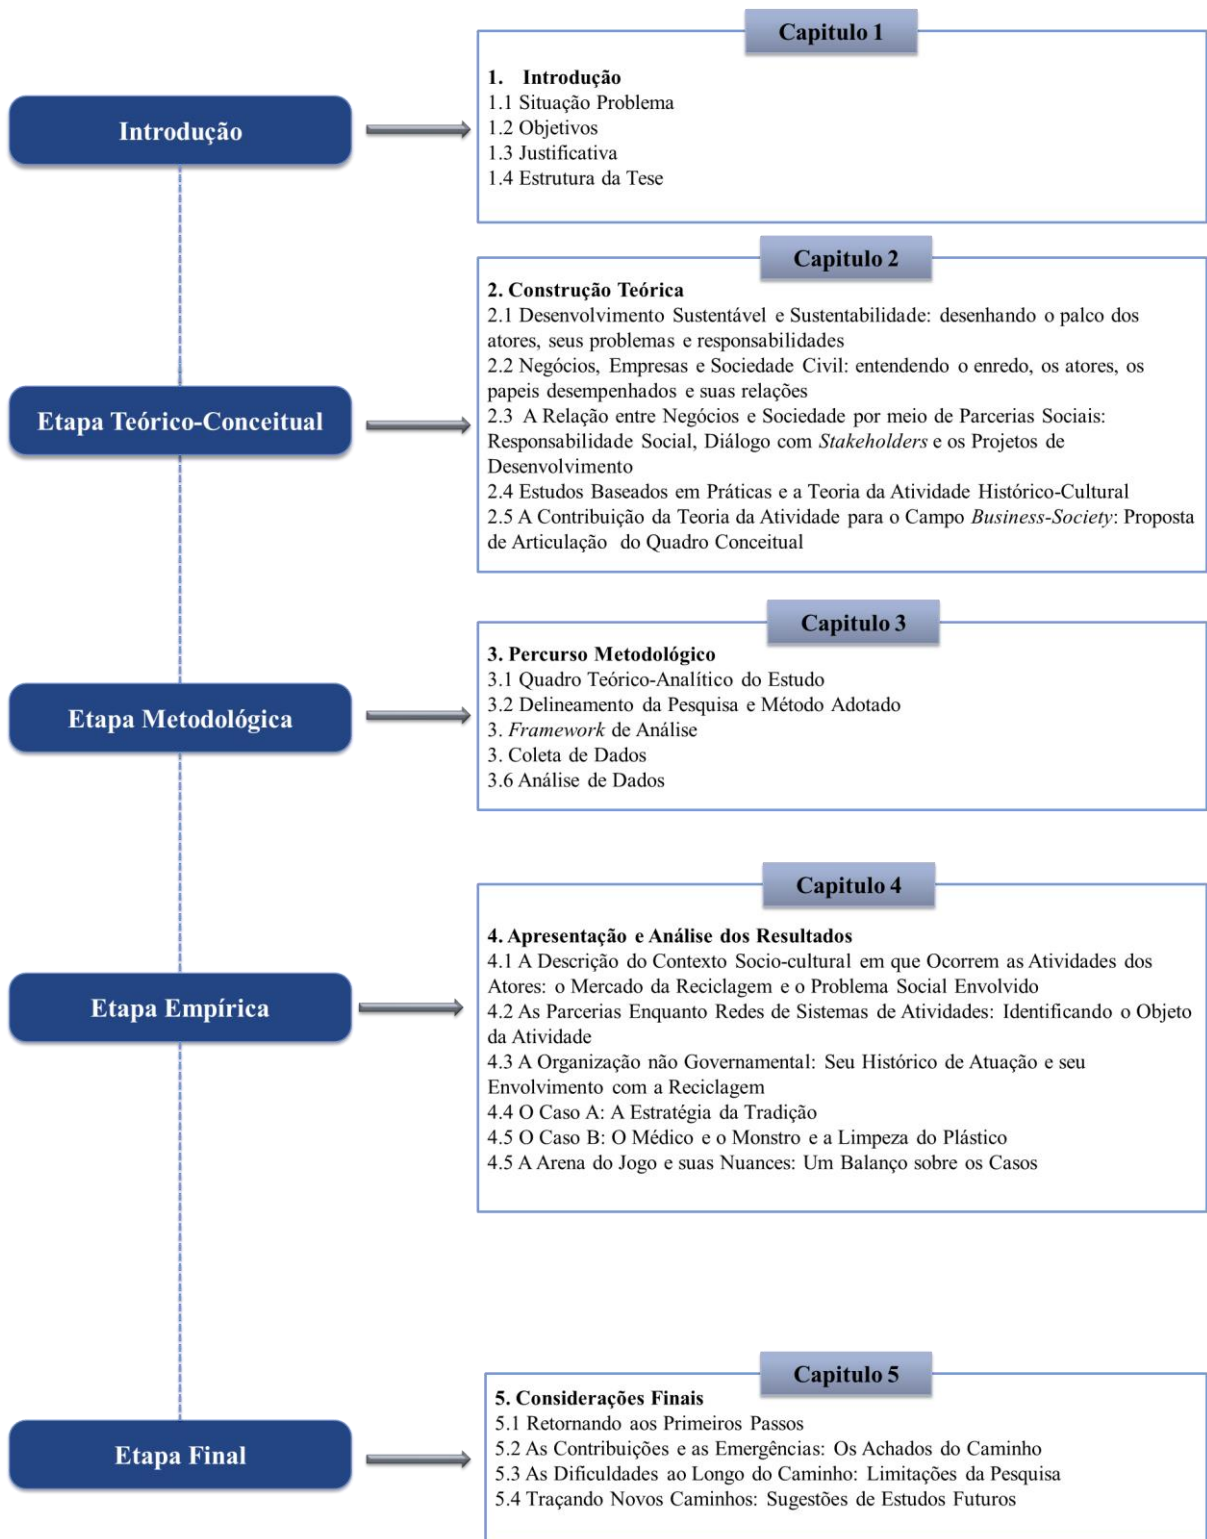 Capitulo 1
Introdução
1. Introdução
1.1 Situação Problema
1.2 Objetivos
1.3 Justificativa
1.4 Estrutura da Tese
Capitulo 2
Etapa Teórico-Conceitual
2. Construção Teórica
2.1 Desenvolvimento Sustentável e Sustentabilidade: desenhando o palco dos
atores, seus problemas e responsabilidades
2.2 Negócios, Empresas e Sociedade Civil: entendendo o enredo, os atores, os
papeis desempenhados e suas relações
2.3 A Relação entre Negócios e Sociedade por meio de Parcerias Sociais:
Responsabilidade Social, Diálogo com Stakeholders e os Projetos de
Desenvolvimento
2.4 Estudos Baseados em Práticas e a Teoria da Atividade Histórico-Cultural
2.5 A Contribuição da Teoria da Atividade para o Campo Business-Society: Proposta
de Articulação do Quadro Conceitual
Capitulo 3
Etapa Metodológica
3. Percurso Metodológico
3.1 Quadro Teórico-Analítico do Estudo
3.2 Delineamento da Pesquisa e Método Adotado
3. Framework de Análise
3. Coleta de Dados
3.6 Análise de Dados
Capitulo 4
Etapa Empírica
4. Apresentação e Análise dos Resultados
4.1 A Descrição do Contexto Socio-cultural em que Ocorrem as Atividades dos
Atores: o Mercado da Reciclagem e o Problema Social Envolvido
4.2 As Parcerias Enquanto Redes de Sistemas de Atividades: Identificando o Objeto
da Atividade
4.3 A Organização não Governamental: Seu Histórico de Atuação e seu
Envolvimento com a Reciclagem
4.4 O Caso A: A Estratégia da Tradição
4.5 O Caso B: O Médico e o Monstro e a Limpeza do Plástico
4.5 A Arena do Jogo e suas Nuances: Um Balanço sobre os Casos
Capitulo 5
Etapa Final
5. Considerações Finais
5.1 Retornando aos Primeiros Passos
5.2 As Contribuições e as Emergências: Os Achados do Caminho
5.3 As Dificuldades ao Longo do Caminho: Limitações da Pesquisa
5.4 Traçando Novos Caminhos: Sugestões de Estudos Futuros